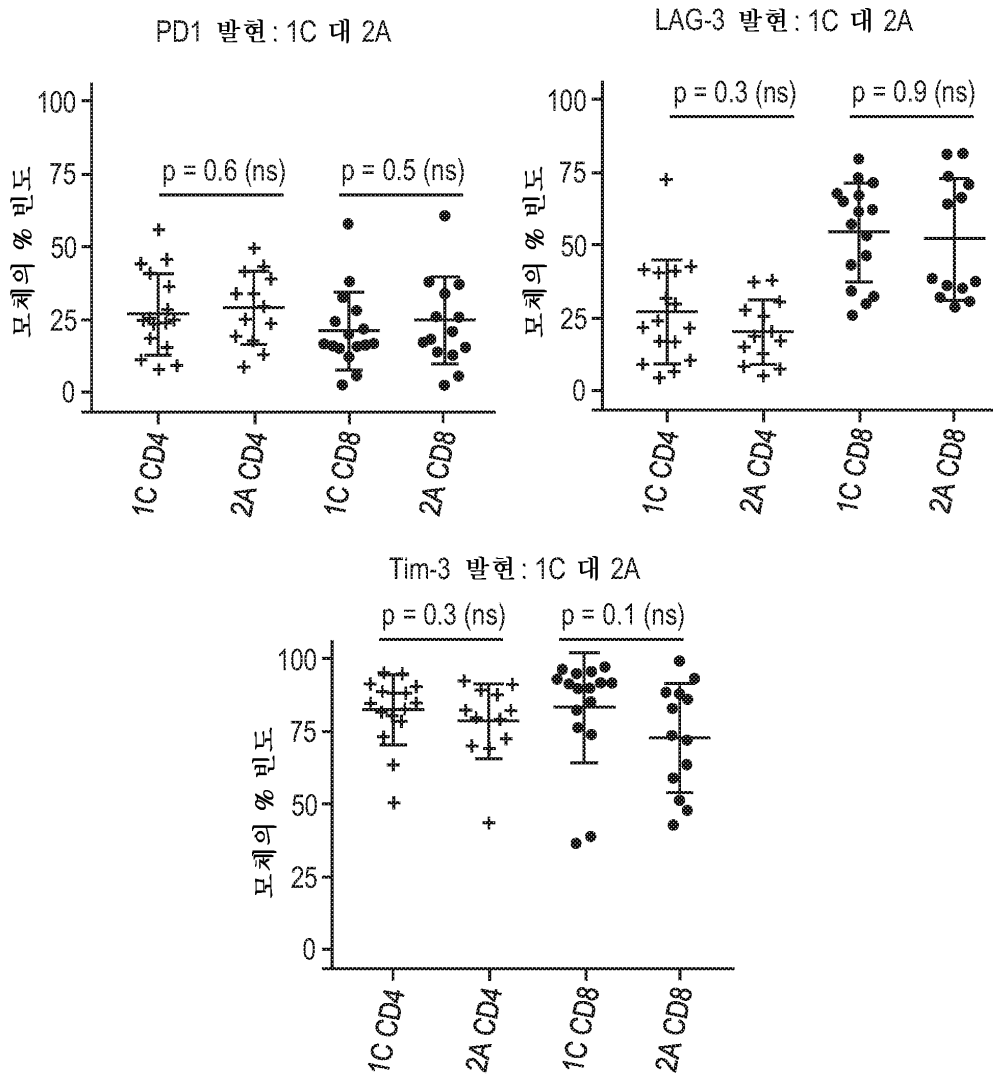 PD1 발현: 1C 대 2A
모체의 % 빈도
100
75
50
25
0
p = 0.6 (ns)
p = 0.5 (ns)
1C CD4
2A CD4
1C CD8
2A CD8
LAG-3 발현: 1C 대 2A
모체의 % 빈도
100
75
50
25
0
p = 0.3 (ns)
p = 0.9 (ns)
1C CD4
2A CD4
1C CD8
2A CD8
Tim-3 발현: 1C 대 2A
모체의 % 빈도
100
75
50
25
0
p = 0.3 (ns)
p = 0.1 (ns)
1C CD4
2A CD4
1C CD8
2A CD8